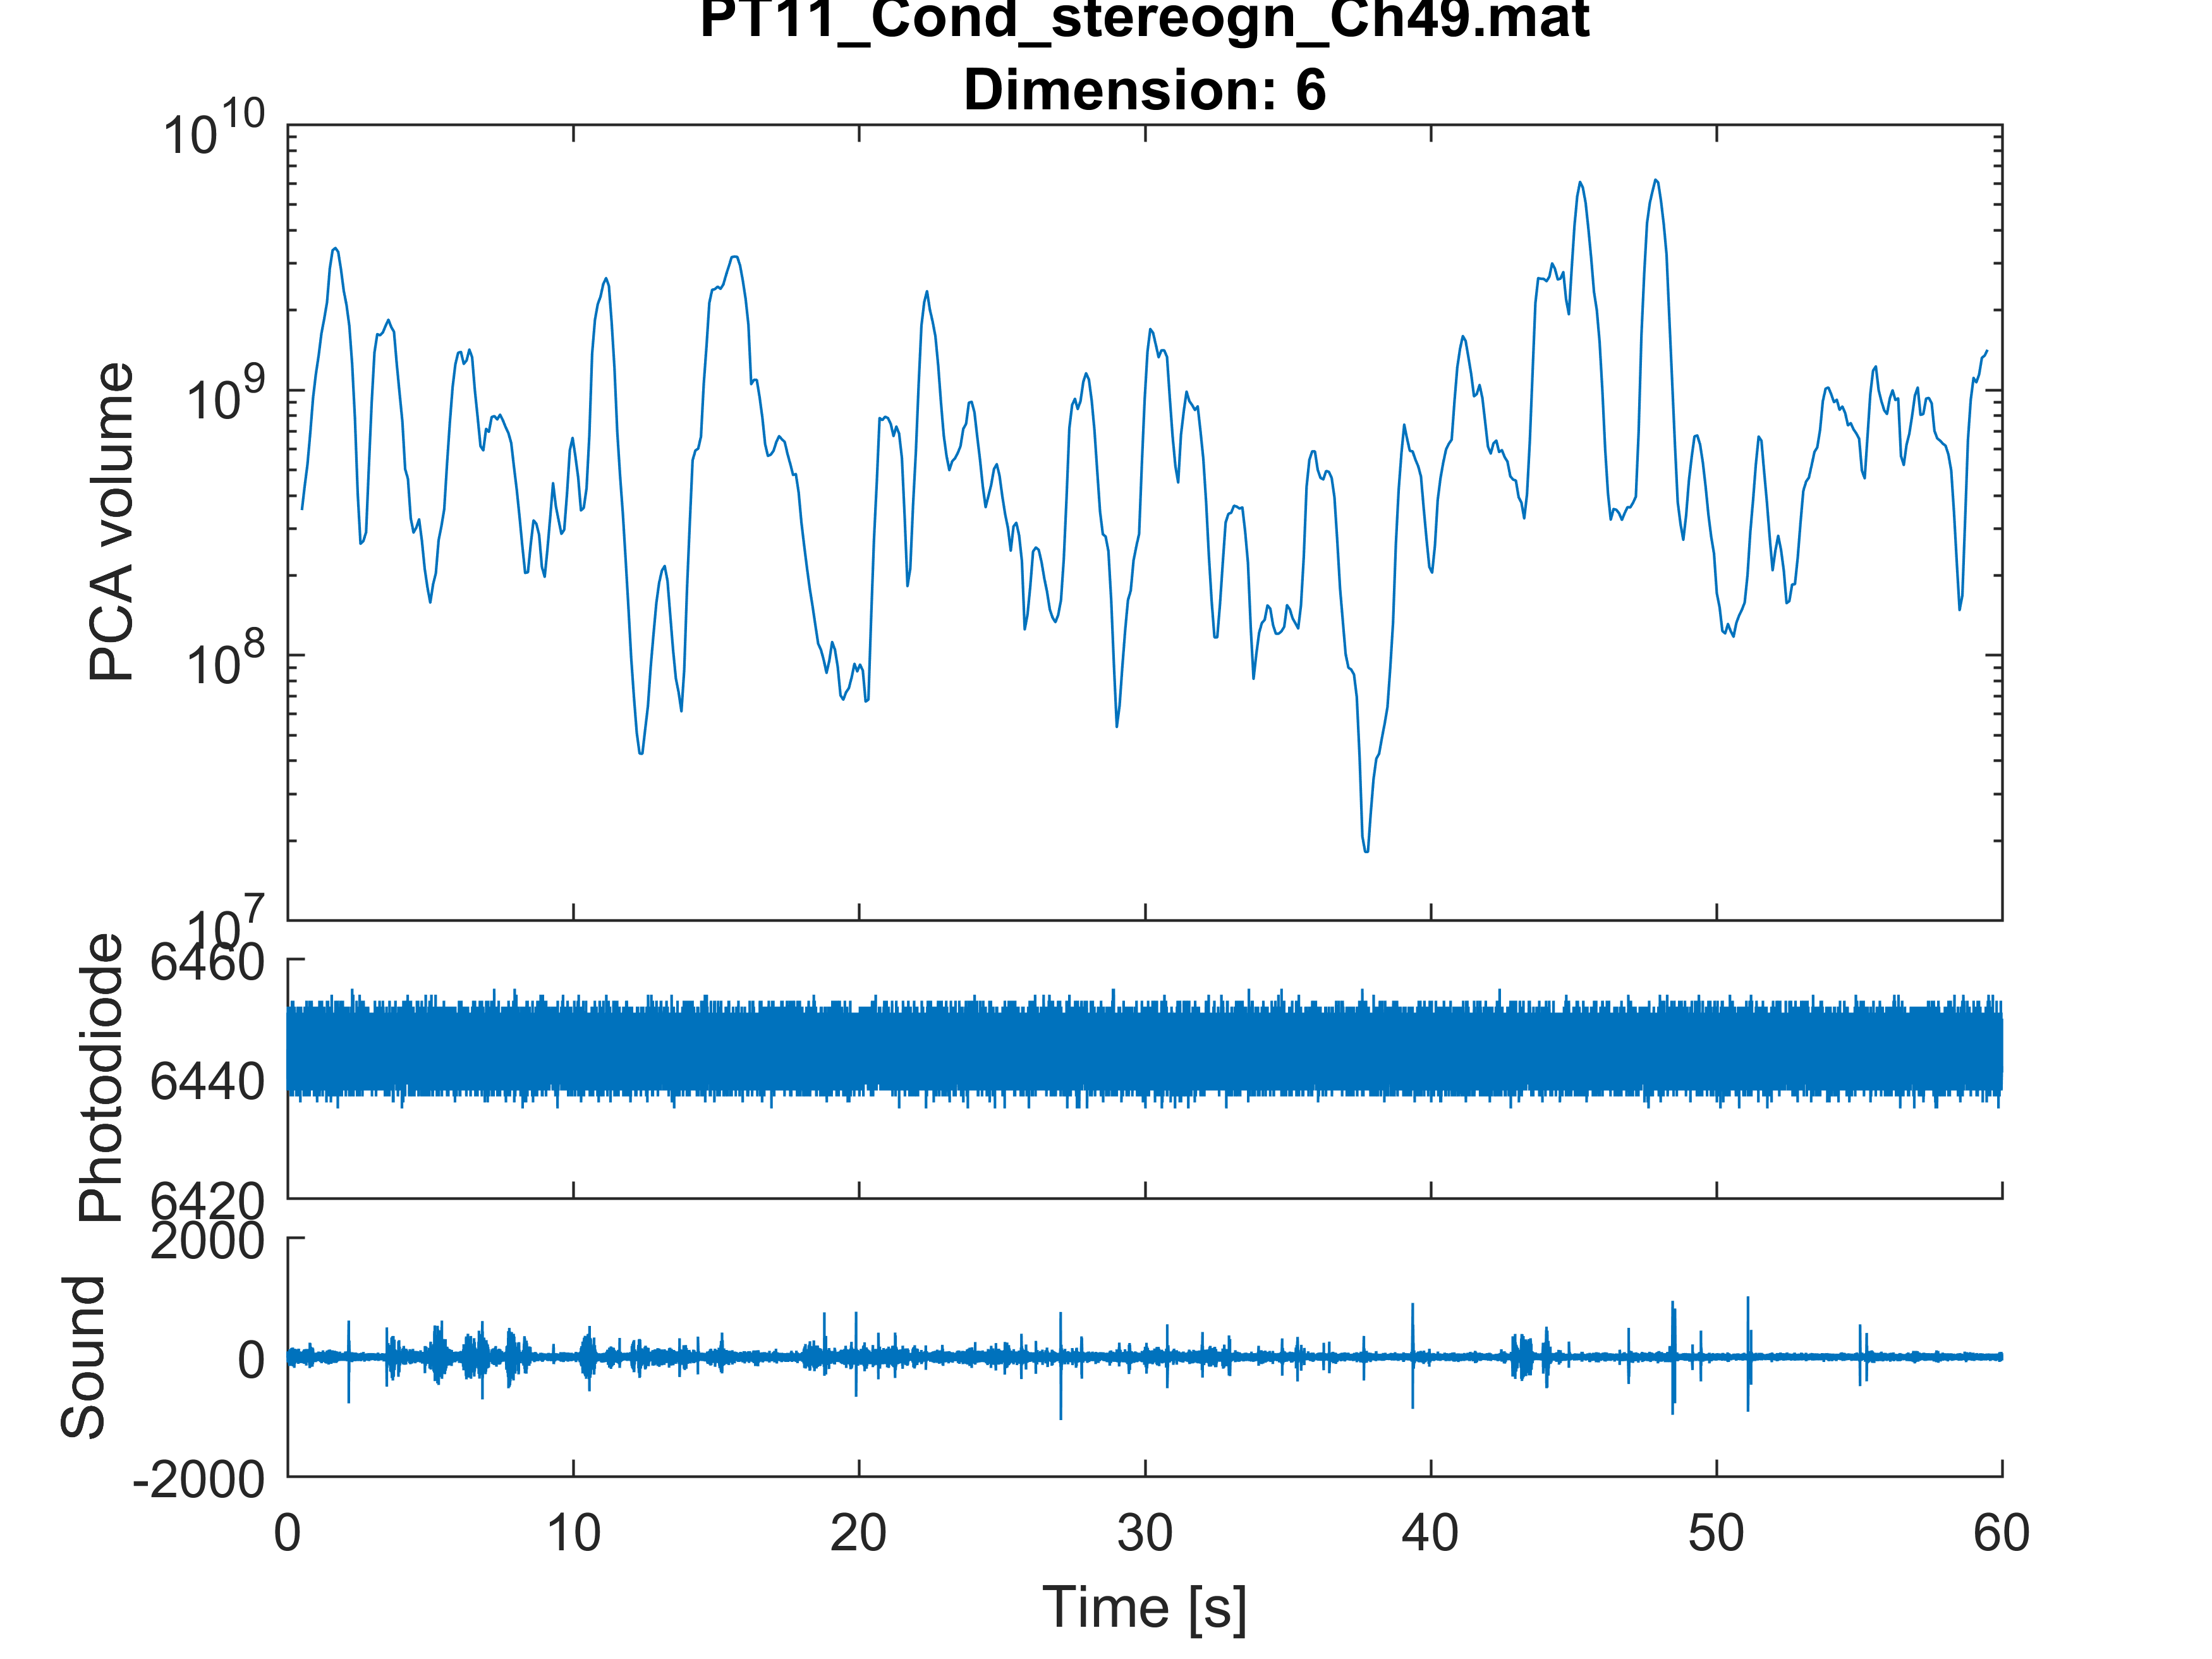 PT11_Cond_stereogn_Ch49.mat
Dimension: 6
10^10
10^9
10^8
10^7
PCA volume
6460
6440
6420
Photodiode
2000
0
-2000
Sound
0 10 20 30 40 50 60
Time [s]